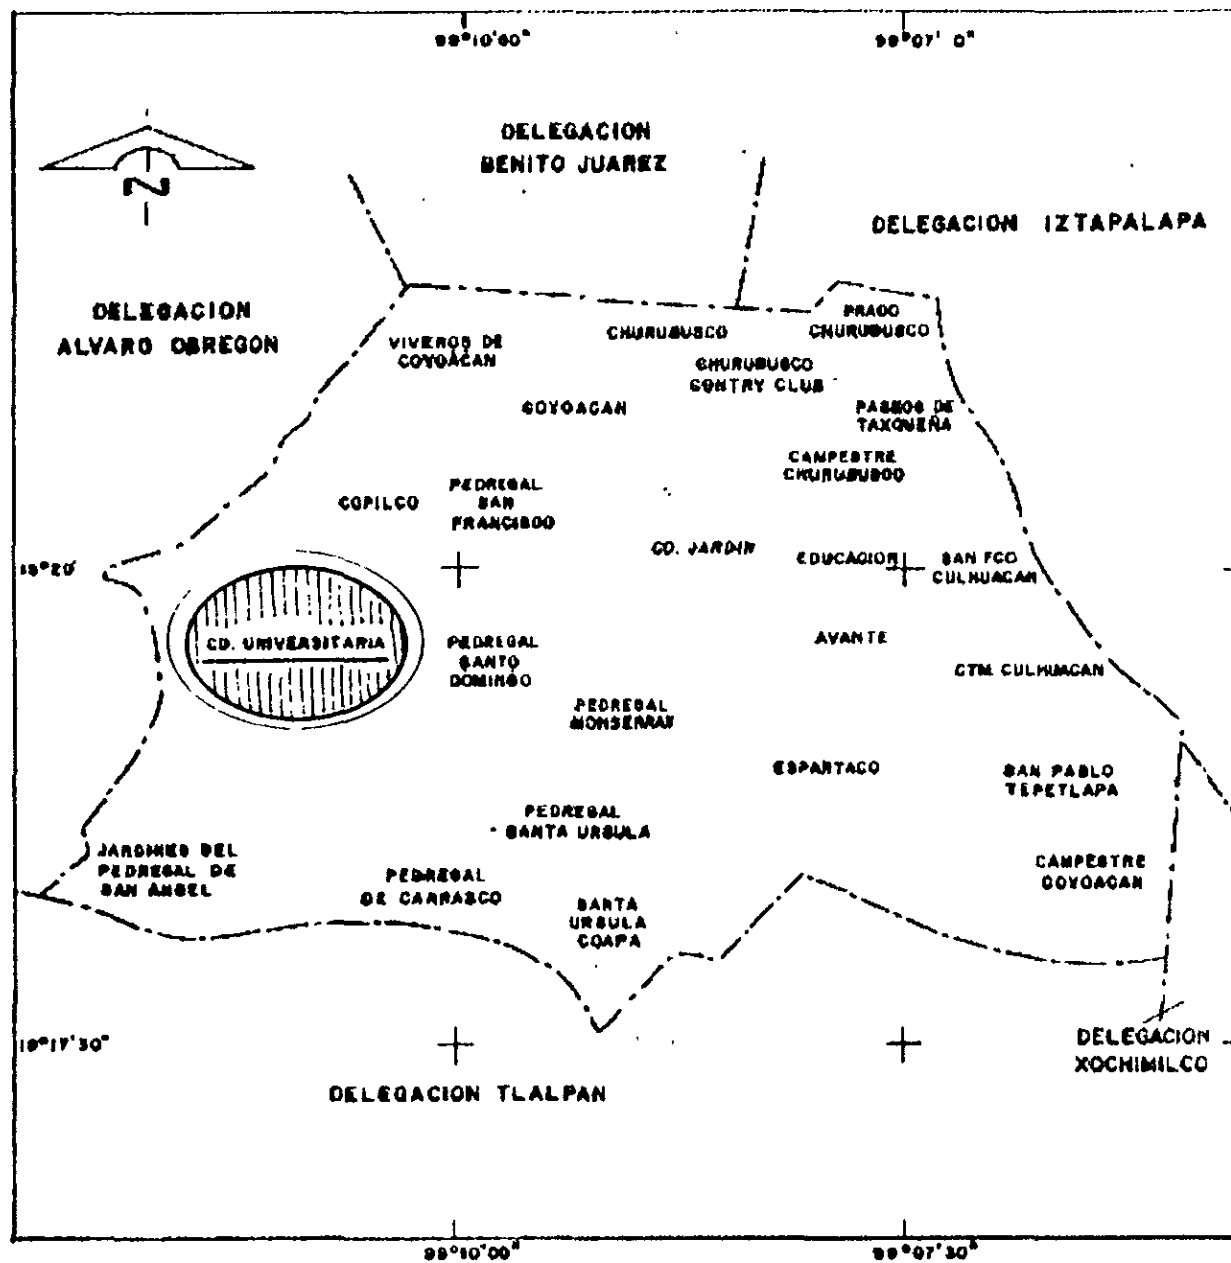 99°10'60"
99°07' 0"
DELEGACION
BENITO JUAREZ
N
DELEGACION IZTAPALAPA
DELEGACION
ALVARO OBREGON
PRADO
CHURUBUSCO
CHURUBUSCO
VIVEROS DE
COYOÁCAN
CHURUBUSCO
CONTRY CLUB
COYOACAN
PASEOS DE
TAXQUEÑA
CAMPESTRE
CHURUBUSCO
COPILCO
PEDREGAL
SAN
FRANCISCO
CD. JARDIN
EDUCACION
SAN FCO
CULHUACAN
19°20'
CD. UNIVERSITARIA
PEDREGAL
SANTO
DOMINGO
AVANTE
CTM CULHUACAN
PEDREGAL
MONSERRAT
ESPARTACO
SAN PABLO
TEPETLAPA
PEDREGAL
SANTA URSULA
JARDINES DEL
PEDREGAL DE
SAN ANGEL
PEDREGAL
DE CARRASCO
CAMPESTRE
COYOACAN
SANTA
URSULA
COAPA
19°17'30"
DELEGACION
XOCHIMILCO
DELEGACION TLALPAN
99°10'00"
99°07'30"